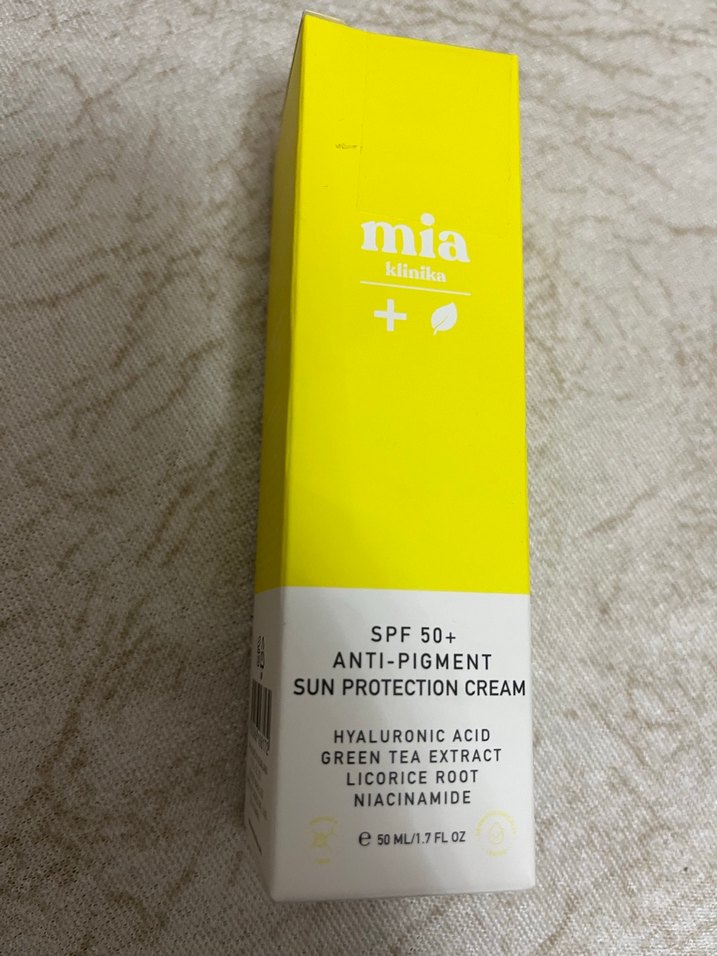 mia
klinika
SPF 50+
ANTI-PIGMENT
SUN PROTECTION CREAM
HYALURONIC ACID
GREEN TEA EXTRACT
LICORICE ROOT
NIACINAMIDE
℮ 50 ML/1.7 FL OZ